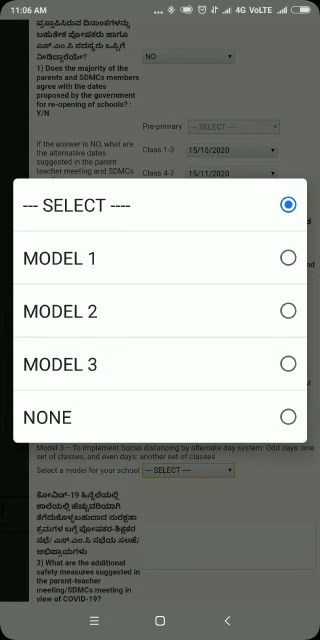 11:06 AM
... 4G VoLTE
ಪ್ರಸ್ತಾಪಿಸಿರುವ ದಿನಾಂಕಗಳನ್ನು
ಬಹುತೇಕ ಪೋಷಕರು ಹಾಗೂ
ಎಸ್.ಎಂ.ಸಿ ಸದಸ್ಯರು ಒಪ್ಪಿಗೆ
ನೀಡಿದ್ದಾರೆಯೇ? NO
1) Does the majority of the
parents and SDMCs members
agree with the dates
proposed by the government
for re-opening of schools? :
Y/N
Pre-primary --- SELECT ---
If the answer is NO, what are
the alternative dates
suggested in the parent
teacher meeting and SDMCs
Class 1-3 15/10/2020
Class 4-7 15/11/2020
--- SELECT ----
MODEL 1
MODEL 2
MODEL 3
NONE
Model 3 – To implement Social distancing by alternate day system: Odd days :one
set of classes, and even days: another set of classes
Select a model for your school --- SELECT ----
ಕೋವಿಡ್-19 ಹಿನ್ನೆಲೆಯಲ್ಲಿ
ಶಾಲೆಯಲ್ಲಿ ಹೆಚ್ಚುವರಿಯಾಗಿ
ತೆಗೆದುಕೊಳ್ಳಬಹುದಾದ ಸುರಕ್ಷತಾ
ಕ್ರಮಗಳ ಬಗ್ಗೆ ಪೋಷಕರ-ಶಿಕ್ಷಕರ
ಸಭೆ/ ಎಸ್.ಎಂ.ಸಿ ಸಭೆಯ ಸಲಹೆ/
ಅಭಿಪ್ರಾಯಗಳು
3) What are the additional
safety measures suggested in
the parent-teacher
meeting/SDMCs meeting in
view of COVID-19?